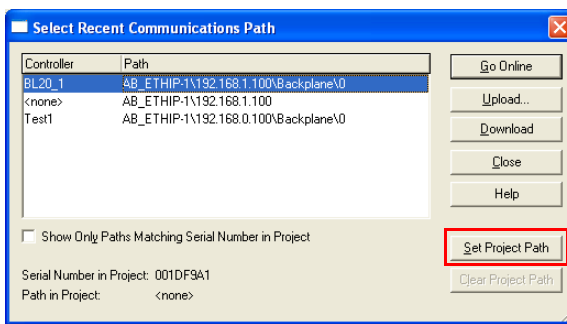 Select Recent Communications Path
Controller Path
BL20_1 AB_ETHIP-1\192.168.1.100\Backplane\0
<none> AB_ETHIP-1\192.168.1.100
Test1 AB_ETHIP-1\192.168.0.100\Backplane\0
Go Online
Upload...
Download
Close
Help
Show Only Paths Matching Serial Number in Project
Set Project Path
Serial Number in Project: 001DF9A1
Clear Project Path
Path in Project: <none>